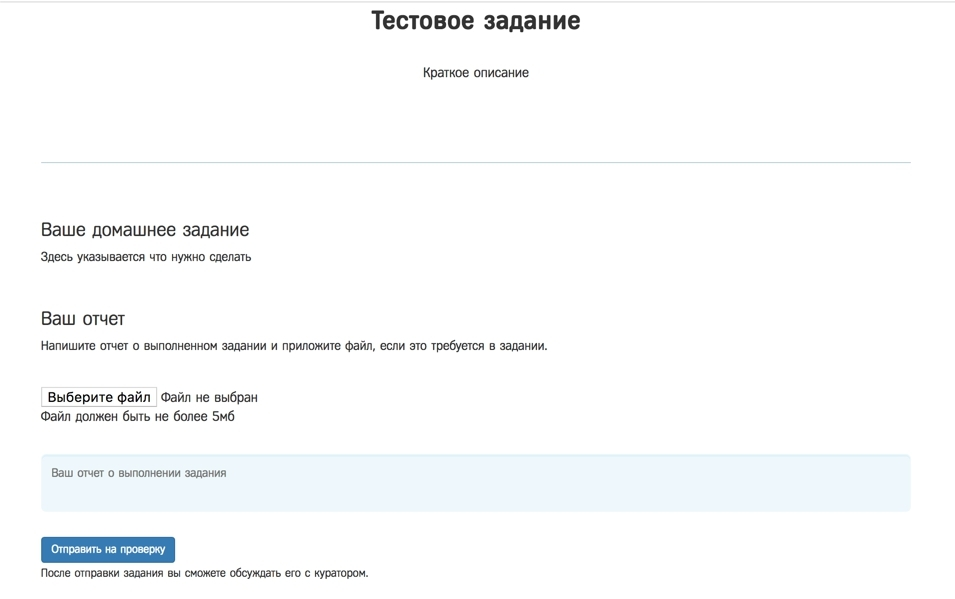 Тестовое задание
Краткое описание
Ваше домашнее задание
Здесь указывается что нужно сделать
Ваш отчет
Напишите отчет о выполненном задании и приложите файл, если это требуется в задании.
Выберите файл Файл не выбран
Файл должен быть не более 5мб
Ваш отчет о выполнении задания
Отправить на проверку
После отправки задания вы сможете обсуждать его с куратором.